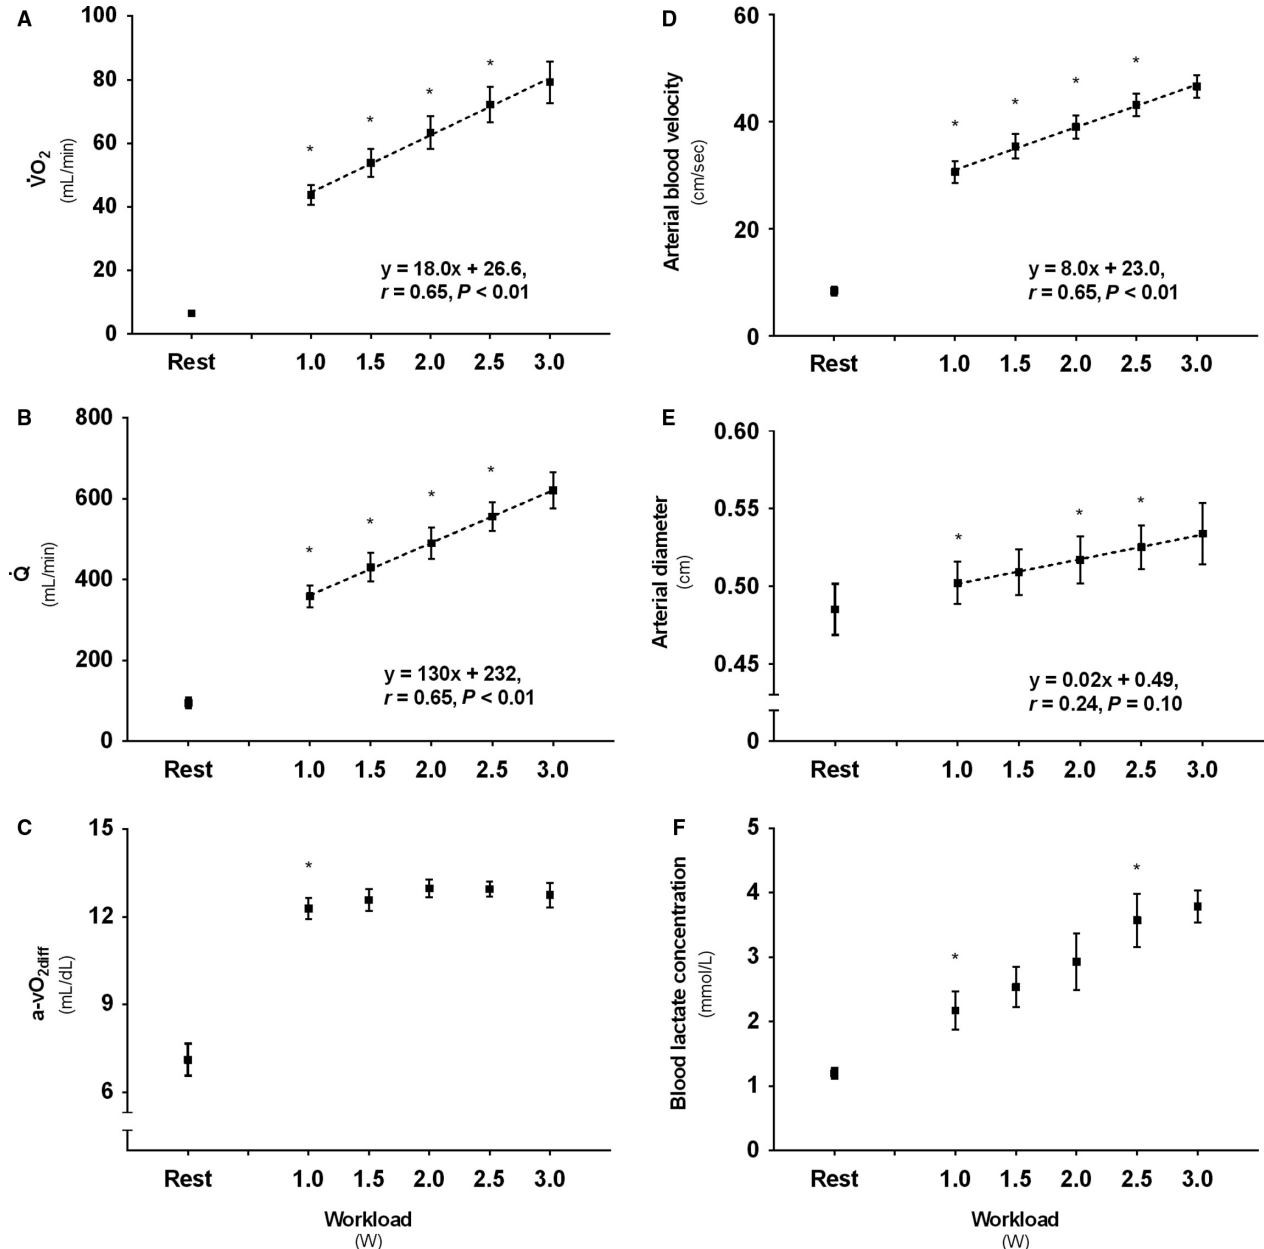 A
100
80
60
40
20
0
V̇O2
(mL/min)
* * * *
y = 18.0x + 26.6,
r = 0.65, P < 0.01
Rest 1.0 1.5 2.0 2.5 3.0
D
60
40
20
0
Arterial blood velocity
(cm/sec)
* * * *
y = 8.0x + 23.0,
r = 0.65, P < 0.01
Rest 1.0 1.5 2.0 2.5 3.0
B
800
600
400
200
0
Q̇
(mL/min)
* * * *
y = 130x + 232,
r = 0.65, P < 0.01
Rest 1.0 1.5 2.0 2.5 3.0
E
0.60
0.55
0.50
0.45
0
Arterial diameter
(cm)
* * *
y = 0.02x + 0.49,
r = 0.24, P = 0.10
Rest 1.0 1.5 2.0 2.5 3.0
C
15
12
9
6
a-vO2diff
(mL/dL)
*
Rest 1.0 1.5 2.0 2.5 3.0
Workload
(W)
F
5
4
3
2
1
0
Blood lactate concentration
(mmol/L)
* *
Rest 1.0 1.5 2.0 2.5 3.0
Workload
(W)